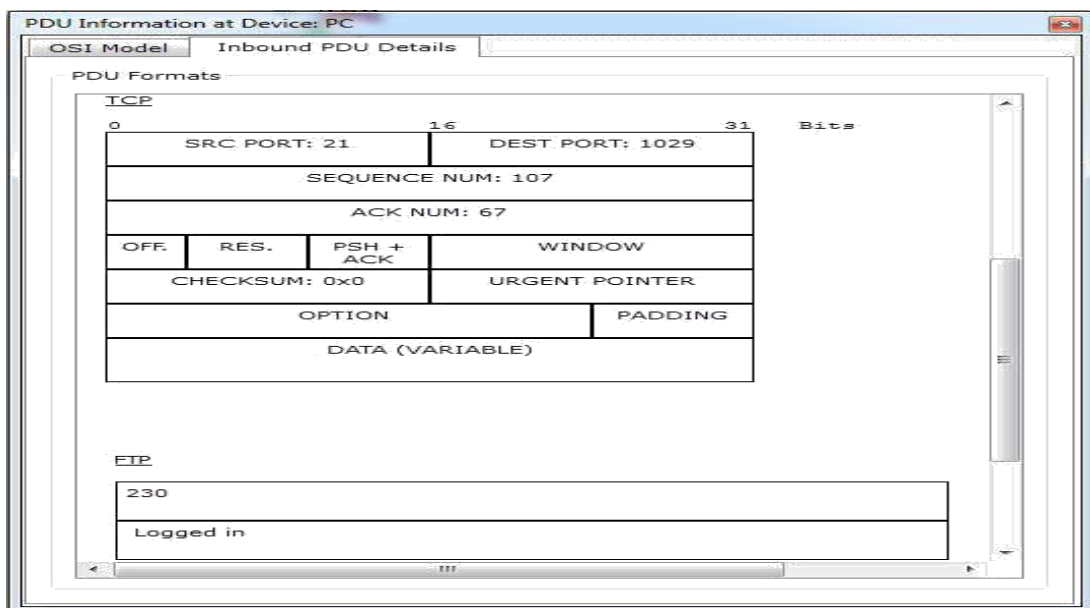 PDU Information at Device: PC
OSI Model Inbound PDU Details
PDU Formats
TCP
0 16 31 Bits
SRC PORT: 21 DEST PORT: 1029
SEQUENCE NUM: 107
ACK NUM: 67
OFF. RES. PSH + ACK WINDOW
CHECKSUM: 0x0 URGENT POINTER
OPTION PADDING
DATA (VARIABLE)
FTP
230
Logged in